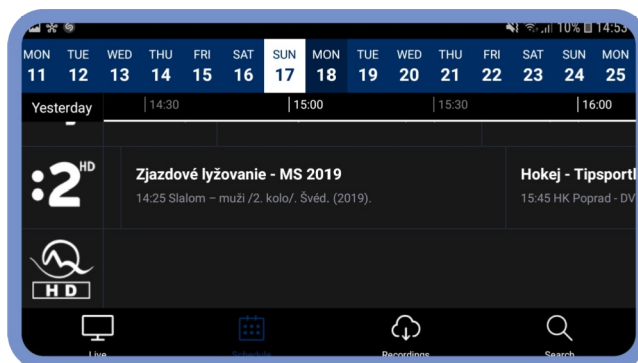 10% 14:53
MON TUE WED THU FRI SAT SUN MON TUE WED THU FRI SAT SUN MON
11 12 13 14 15 16 17 18 19 20 21 22 23 24 25
Yesterday 14:30 15:00 15:30 16:00
:2 HD
Zjazdové lyžovanie - MS 2019 Hokej - Tipsportl
14:25 Slalom – muži /2. kolo/. Švéd. (2019). 15:45 HK Poprad - DV
HD
Live Schedule Recordings Search